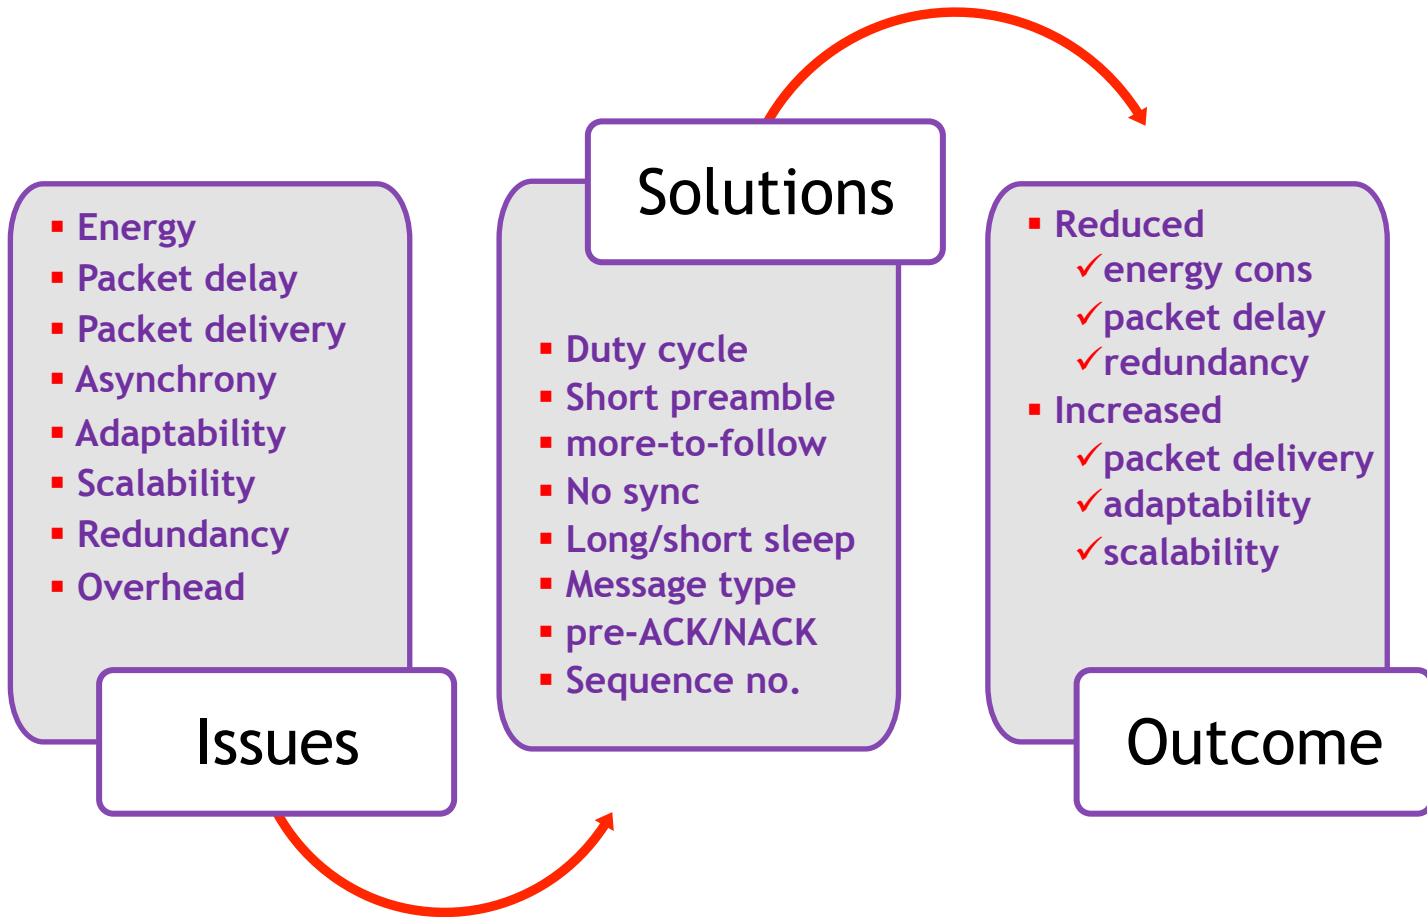 Energy
Packet delay
Packet delivery
Asynchrony
Adaptability
Scalability
Redundancy
Overhead
Issues
Solutions
Duty cycle
Short preamble
more-to-follow
No sync
Long/short sleep
Message type
pre-ACK/NACK
Sequence no.
Reduced
energy cons
packet delay
redundancy
Increased
packet delivery
adaptability
scalability
Outcome